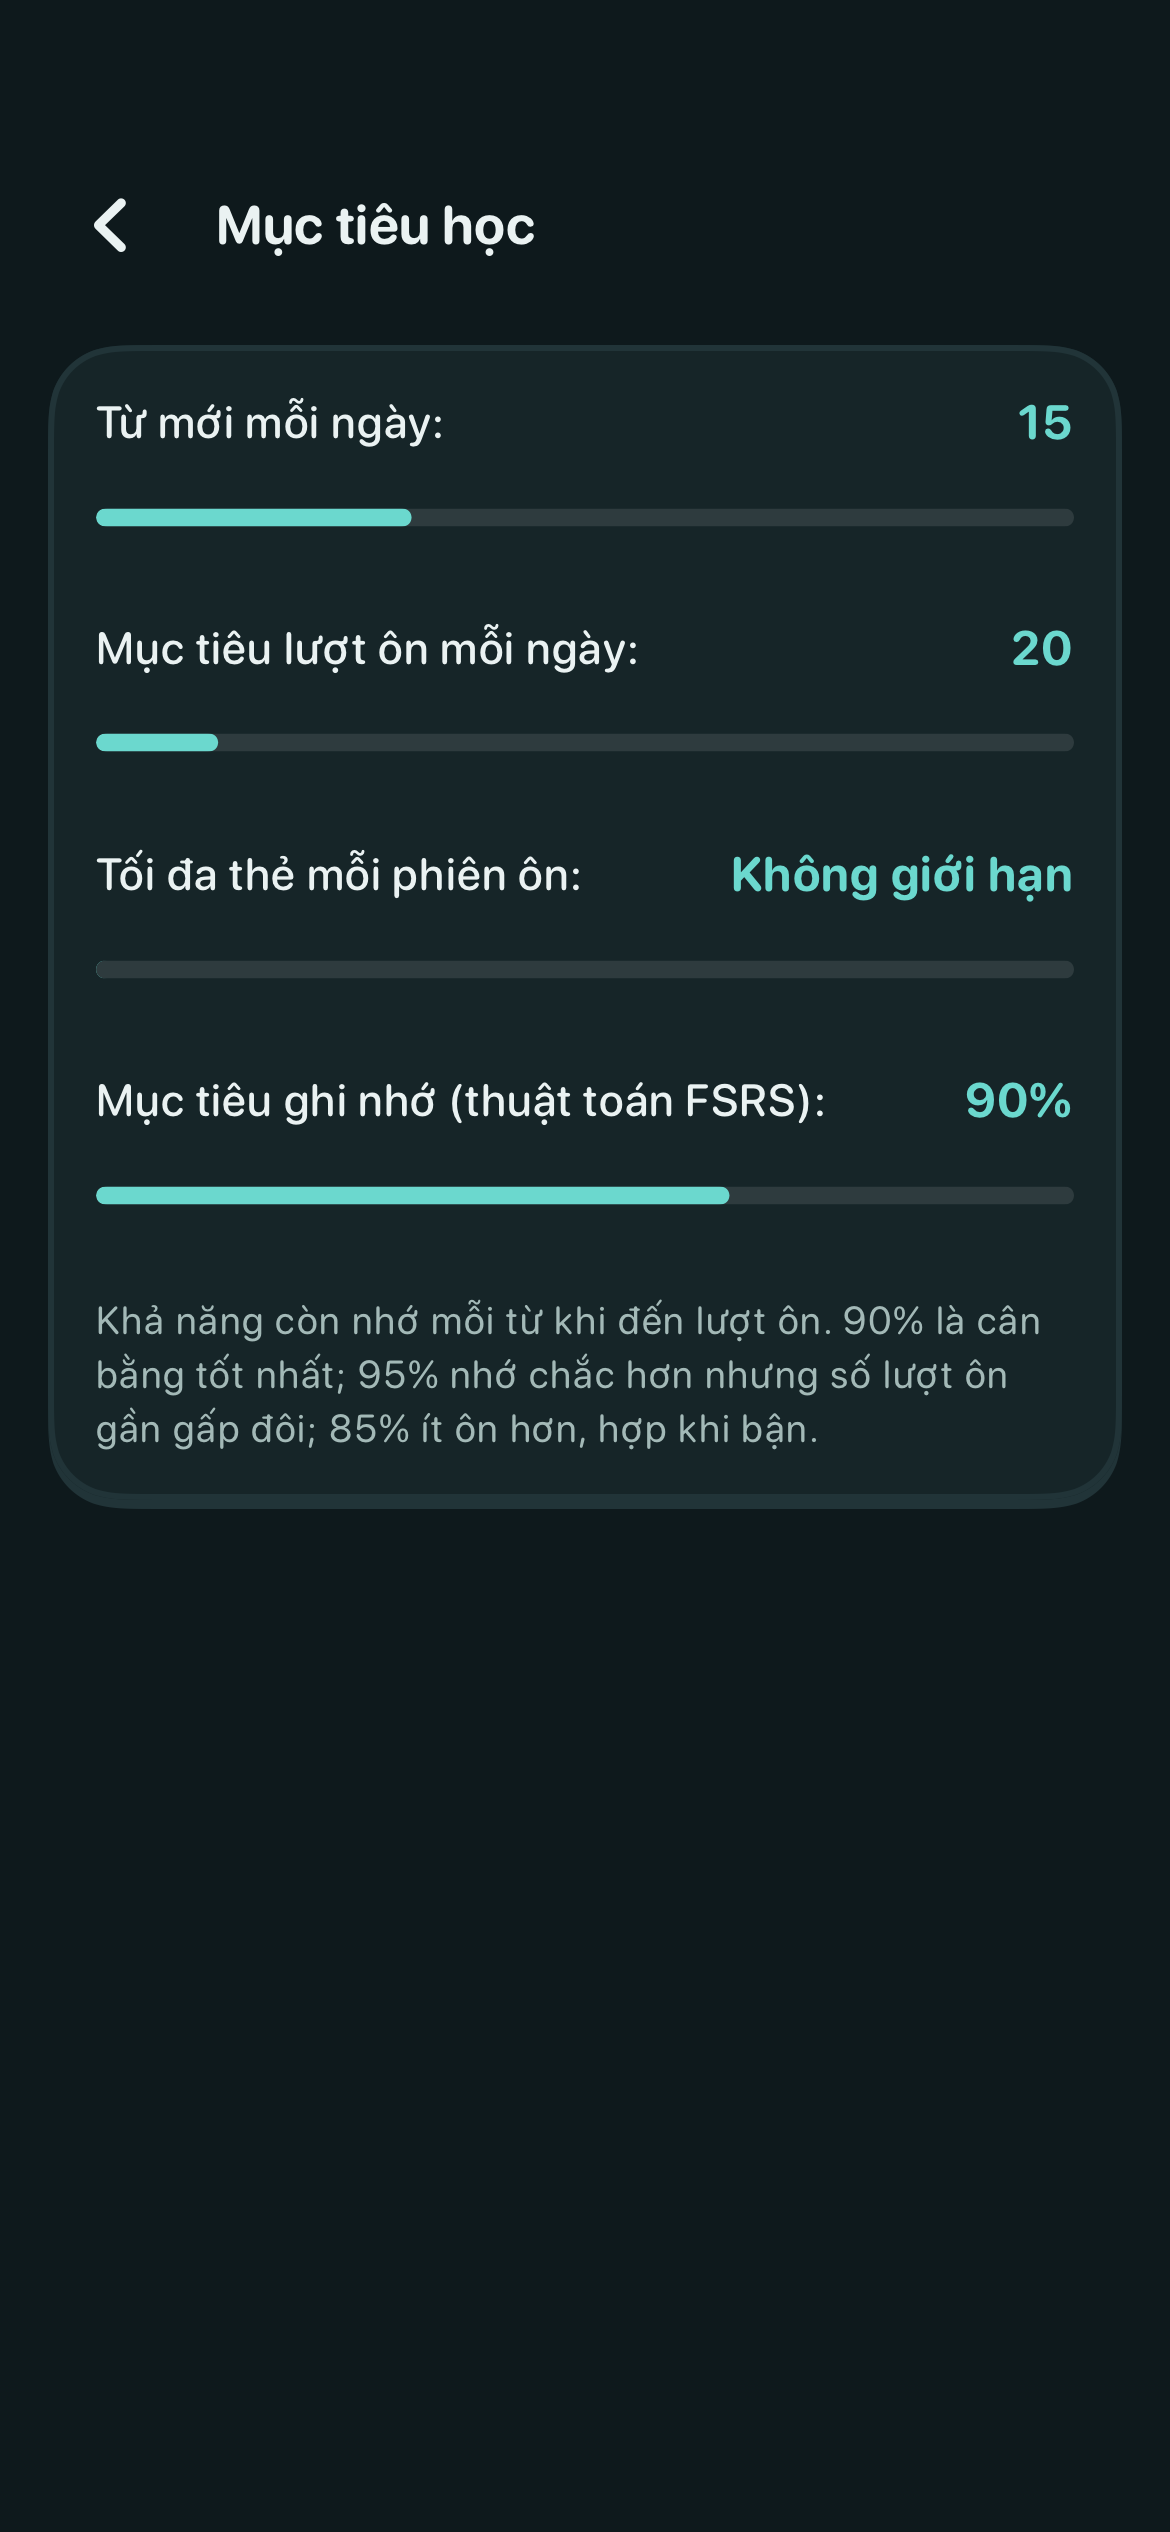 Mục tiêu học
Từ mới mỗi ngày: 15
Mục tiêu lượt ôn mỗi ngày: 20
Tối đa thẻ mỗi phiên ôn: Không giới hạn
Mục tiêu ghi nhớ (thuật toán FSRS): 90%
Khả năng còn nhớ mỗi từ khi đến lượt ôn. 90% là cân
bằng tốt nhất; 95% nhớ chắc hơn nhưng số lượt ôn
gần gấp đôi; 85% ít ôn hơn, hợp khi bận.